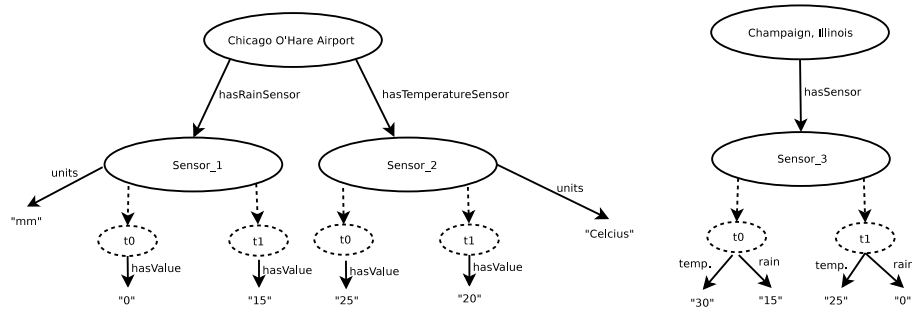 Chicago O'Hare Airport
Champaign, Illinois
hasRainSensor
hasTemperatureSensor
hasSensor
Sensor_1
Sensor_2
Sensor_3
units
units
"mm"
"Celcius"
t0
t1
t0
t1
t0
t1
hasValue
hasValue
hasValue
hasValue
temp.
rain
temp.
rain
"0"
"15"
"25"
"20"
"30"
"15"
"25"
"0"